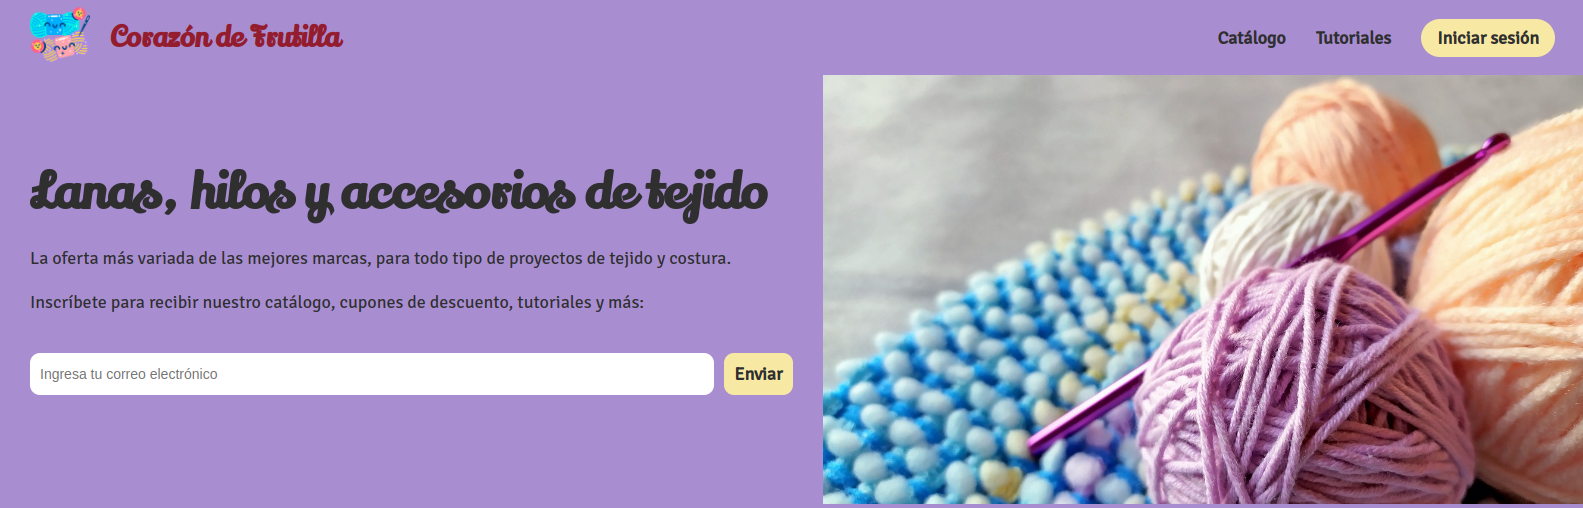 Corazón de Frutilla
Catálogo
Tutoriales
Iniciar sesión
Lanas, hilos y accesorios de tejido
La oferta más variada de las mejores marcas, para todo tipo de proyectos de tejido y costura.
Inscríbete para recibir nuestro catálogo, cupones de descuento, tutoriales y más:
Ingresa tu correo electrónico
Enviar